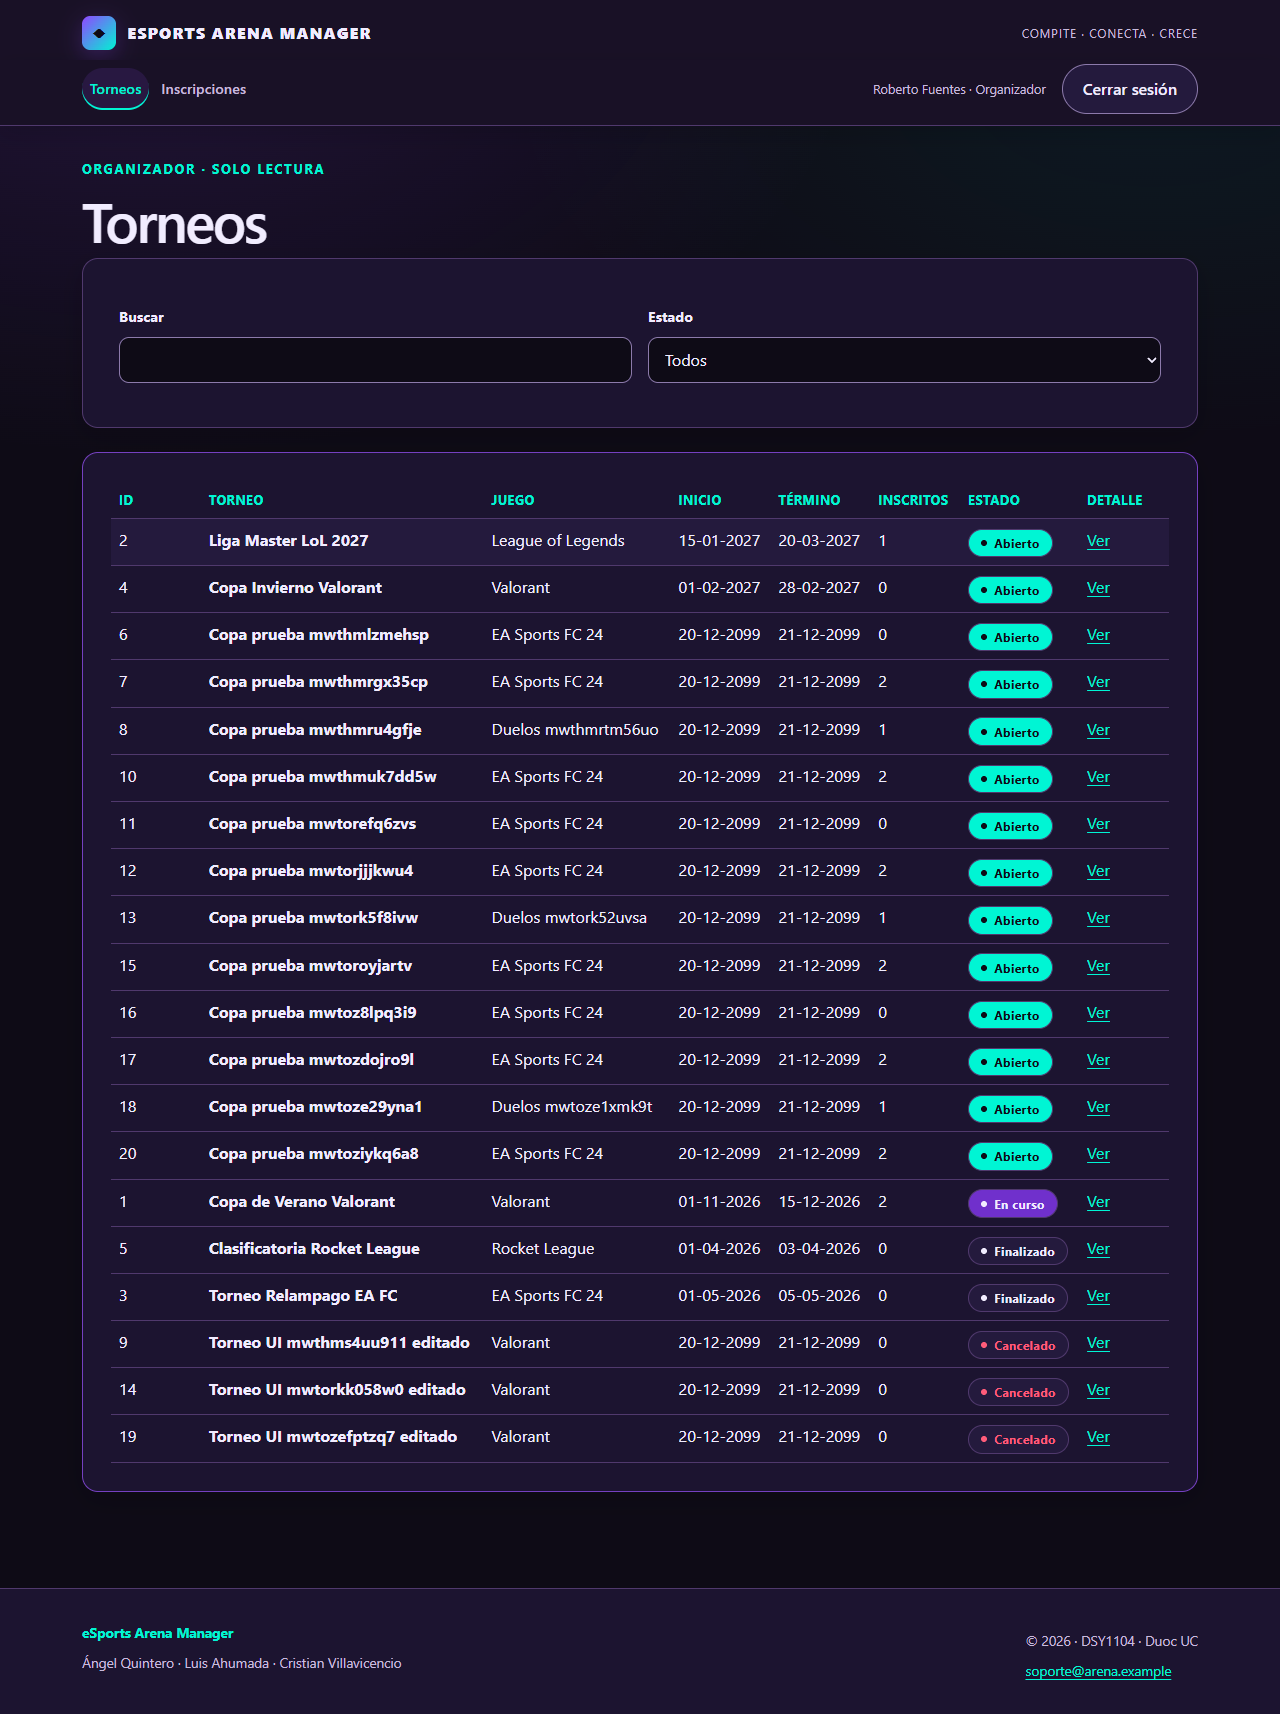 ESPORTS ARENA MANAGER
COMPITE · CONECTA · CRECE
Torneos Inscripciones
Roberto Fuentes · Organizador
Cerrar sesión
ORGANIZADOR · SOLO LECTURA
Torneos
Buscar
Estado
Todos
ID TORNEO JUEGO INICIO TÉRMINO INSCRITOS ESTADO DETALLE
2 Liga Master LoL 2027 League of Legends 15-01-2027 20-03-2027 1 Abierto Ver
4 Copa Invierno Valorant Valorant 01-02-2027 28-02-2027 0 Abierto Ver
6 Copa prueba mwthmlzmehsp EA Sports FC 24 20-12-2099 21-12-2099 0 Abierto Ver
7 Copa prueba mwthmrgx35cp EA Sports FC 24 20-12-2099 21-12-2099 2 Abierto Ver
8 Copa prueba mwthmru4gfje Duelos mwthmrtm56uo 20-12-2099 21-12-2099 1 Abierto Ver
10 Copa prueba mwthmuk7dd5w EA Sports FC 24 20-12-2099 21-12-2099 2 Abierto Ver
11 Copa prueba mwtorefq6zvs EA Sports FC 24 20-12-2099 21-12-2099 0 Abierto Ver
12 Copa prueba mwtorjjjkwu4 EA Sports FC 24 20-12-2099 21-12-2099 2 Abierto Ver
13 Copa prueba mwtork5f8ivw Duelos mwtork52uvsa 20-12-2099 21-12-2099 1 Abierto Ver
15 Copa prueba mwtoroyjartv EA Sports FC 24 20-12-2099 21-12-2099 2 Abierto Ver
16 Copa prueba mwtoz8lpq3i9 EA Sports FC 24 20-12-2099 21-12-2099 0 Abierto Ver
17 Copa prueba mwtozdojro9l EA Sports FC 24 20-12-2099 21-12-2099 2 Abierto Ver
18 Copa prueba mwtoze29yna1 Duelos mwtoze1xmk9t 20-12-2099 21-12-2099 1 Abierto Ver
20 Copa prueba mwtoziykq6a8 EA Sports FC 24 20-12-2099 21-12-2099 2 Abierto Ver
1 Copa de Verano Valorant Valorant 01-11-2026 15-12-2026 2 En curso Ver
5 Clasificatoria Rocket League Rocket League 01-04-2026 03-04-2026 0 Finalizado Ver
3 Torneo Relampago EA FC EA Sports FC 24 01-05-2026 05-05-2026 0 Finalizado Ver
9 Torneo UI mwthms4uu911 editado Valorant 20-12-2099 21-12-2099 0 Cancelado Ver
14 Torneo UI mwtorkk058w0 editado Valorant 20-12-2099 21-12-2099 0 Cancelado Ver
19 Torneo UI mwtozefptzq7 editado Valorant 20-12-2099 21-12-2099 0 Cancelado Ver
eSports Arena Manager
Ángel Quintero · Luis Ahumada · Cristian Villavicencio
© 2026 · DSY1104 · Duoc UC
soporte@arena.example